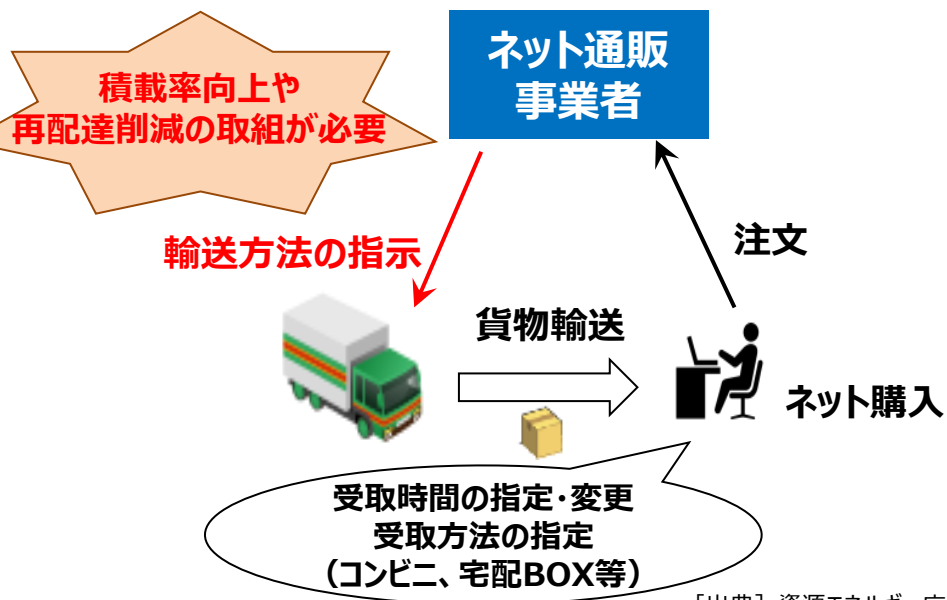 ネット通販
事業者
積載率向上や
再配達削減の取組が必要
輸送方法の指示
注文
貨物輸送
ネット購入
受取時間の指定・変更
受取方法の指定
（コンビニ、宅配BOX等）
［出典］資源エネルギー庁